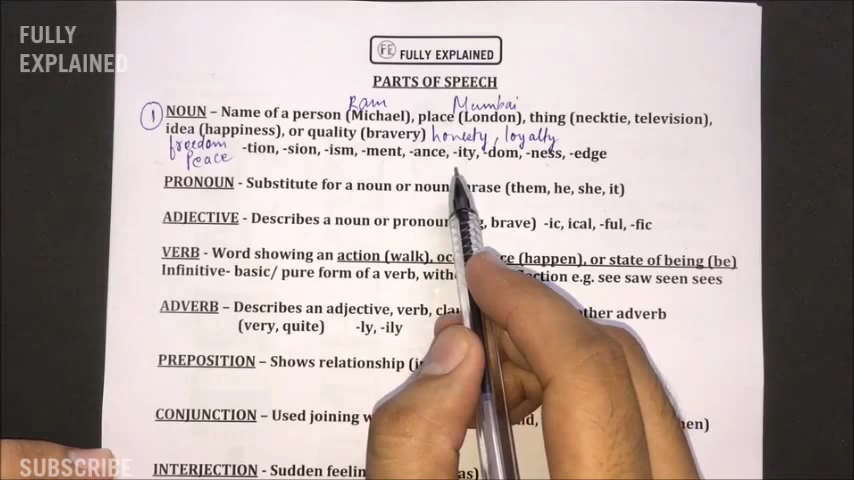 FULLY
EXPLAINED
FE FULLY EXPLAINED
PARTS OF SPEECH
Ram Mumbai
1 NOUN – Name of a person (Michael), place (London), thing (necktie, television),
idea (happiness), or quality (bravery) honesty, loyalty
freedom
Peace -tion, -sion, -ism, -ment, -ance, -ity, -dom, -ness, -edge
PRONOUN - Substitute for a noun or noun phrase (them, he, she, it)
ADJECTIVE - Describes a noun or pronoun brave) -ic, ical, -ful, -fic
VERB - Word showing an action (walk), (happen), or state of being (be)
Infinitive- basic/ pure form of a verb, e.g. see saw seen sees
ADVERB – Describes an adjective, verb, other adverb
(very, quite) -ly, -ily
PREPOSITION – Shows relationship
CONJUNCTION – Used joining
INTERJECTION - Sudden
SUBSCRIBE